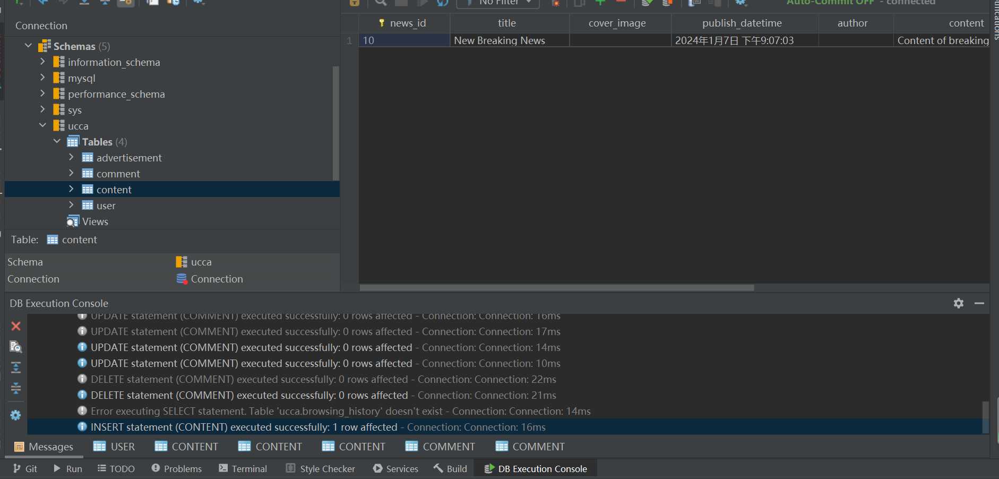 No Filter
Auto-Commit OFF - connected
Connection
Schemas (5)
information_schema
mysql
performance_schema
sys
ucca
Tables (4)
advertisement
comment
content
user
Views
Table: content
Schema ucca
Connection Connection
news_id title cover_image publish_datetime author content
1 10 New Breaking News 2024年1月7日 下午9:07:03 Content of breaking
DB Execution Console
UPDATE statement (COMMENT) executed successfully: 0 rows affected - Connection: Connection: 16ms
UPDATE statement (COMMENT) executed successfully: 0 rows affected - Connection: Connection: 17ms
UPDATE statement (COMMENT) executed successfully: 0 rows affected - Connection: Connection: 14ms
UPDATE statement (COMMENT) executed successfully: 0 rows affected - Connection: Connection: 10ms
DELETE statement (COMMENT) executed successfully: 0 rows affected - Connection: Connection: 22ms
DELETE statement (COMMENT) executed successfully: 0 rows affected - Connection: Connection: 21ms
Error executing SELECT statement. Table 'ucca.browsing_history' doesn't exist - Connection: Connection: 14ms
INSERT statement (CONTENT) executed successfully: 1 row affected - Connection: Connection: 16ms
Messages USER CONTENT CONTENT CONTENT COMMENT COMMENT
Git Run TODO Problems Terminal Style Checker Services Build DB Execution Console